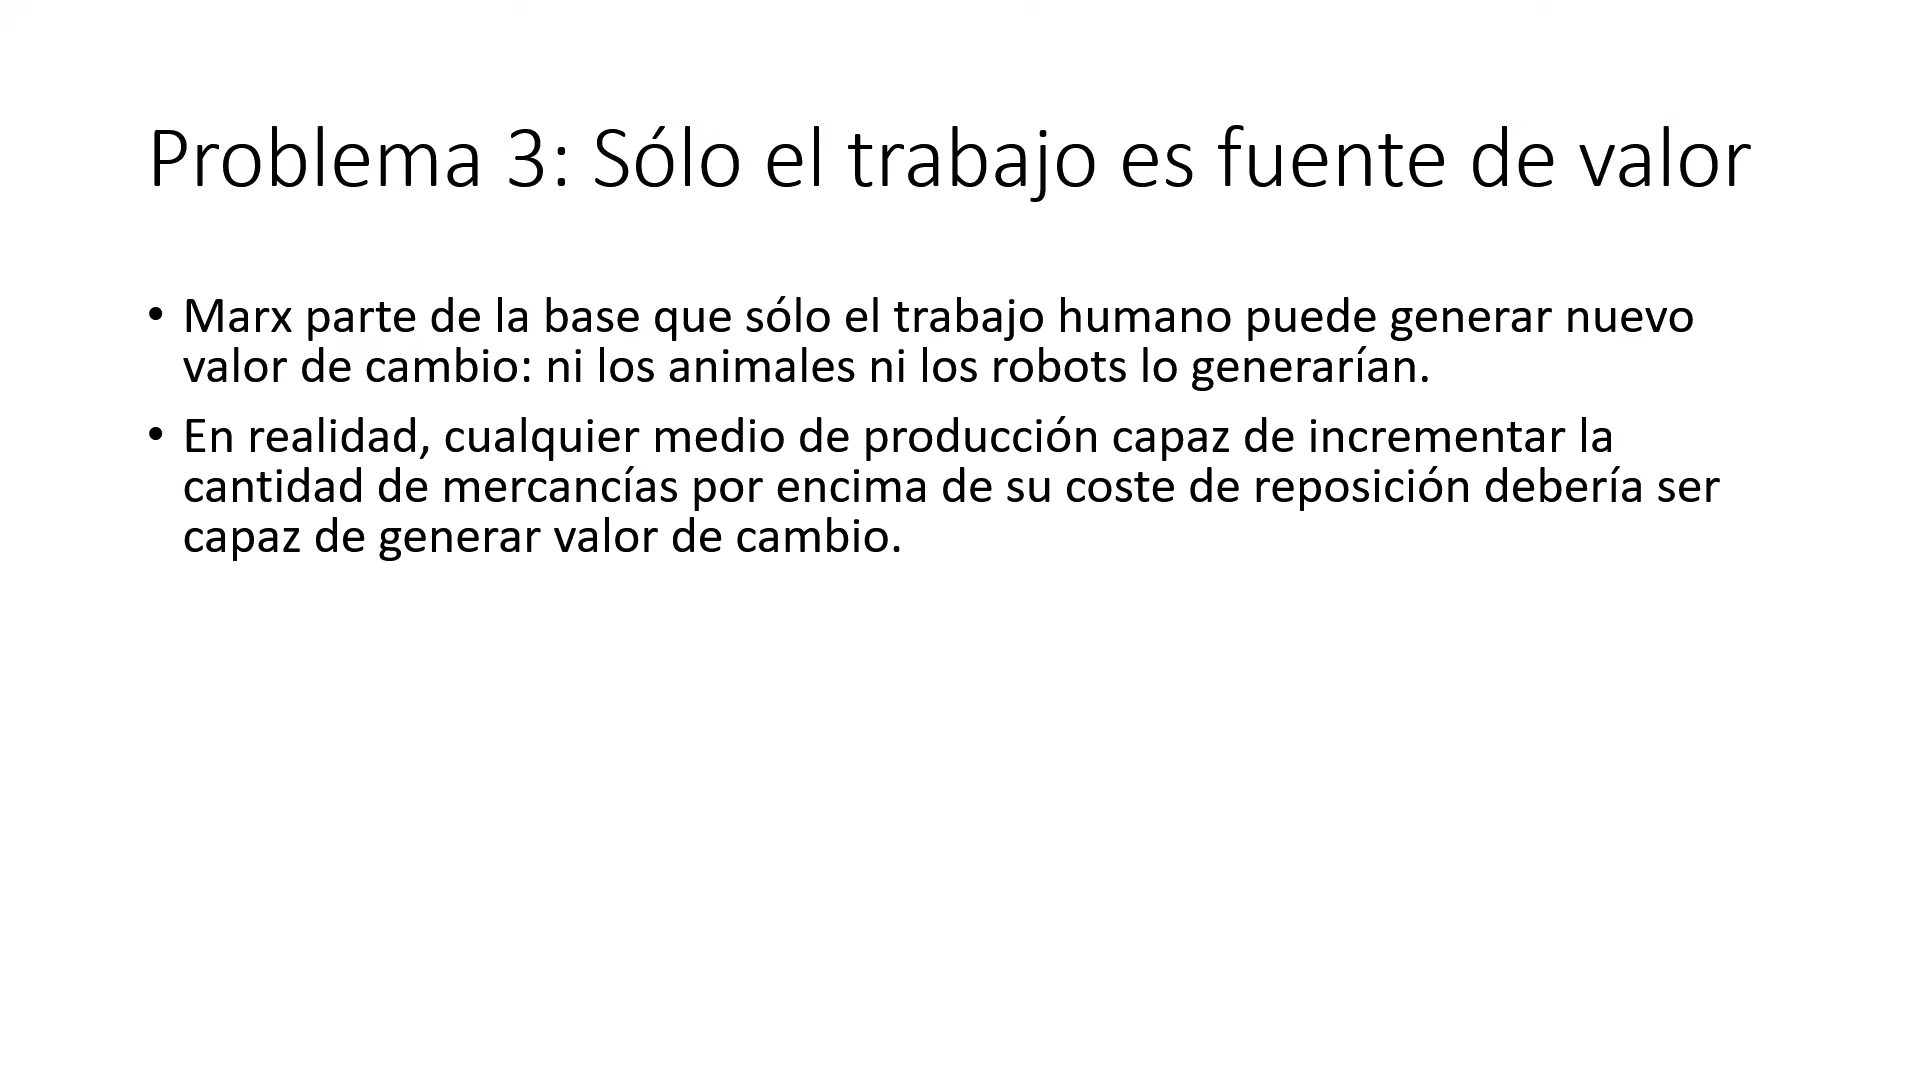 Problema 3: Sólo el trabajo es fuente de valor
• Marx parte de la base que sólo el trabajo humano puede generar nuevo
valor de cambio: ni los animales ni los robots lo generarían.
• En realidad, cualquier medio de producción capaz de incrementar la
cantidad de mercancías por encima de su coste de reposición debería ser
capaz de generar valor de cambio.